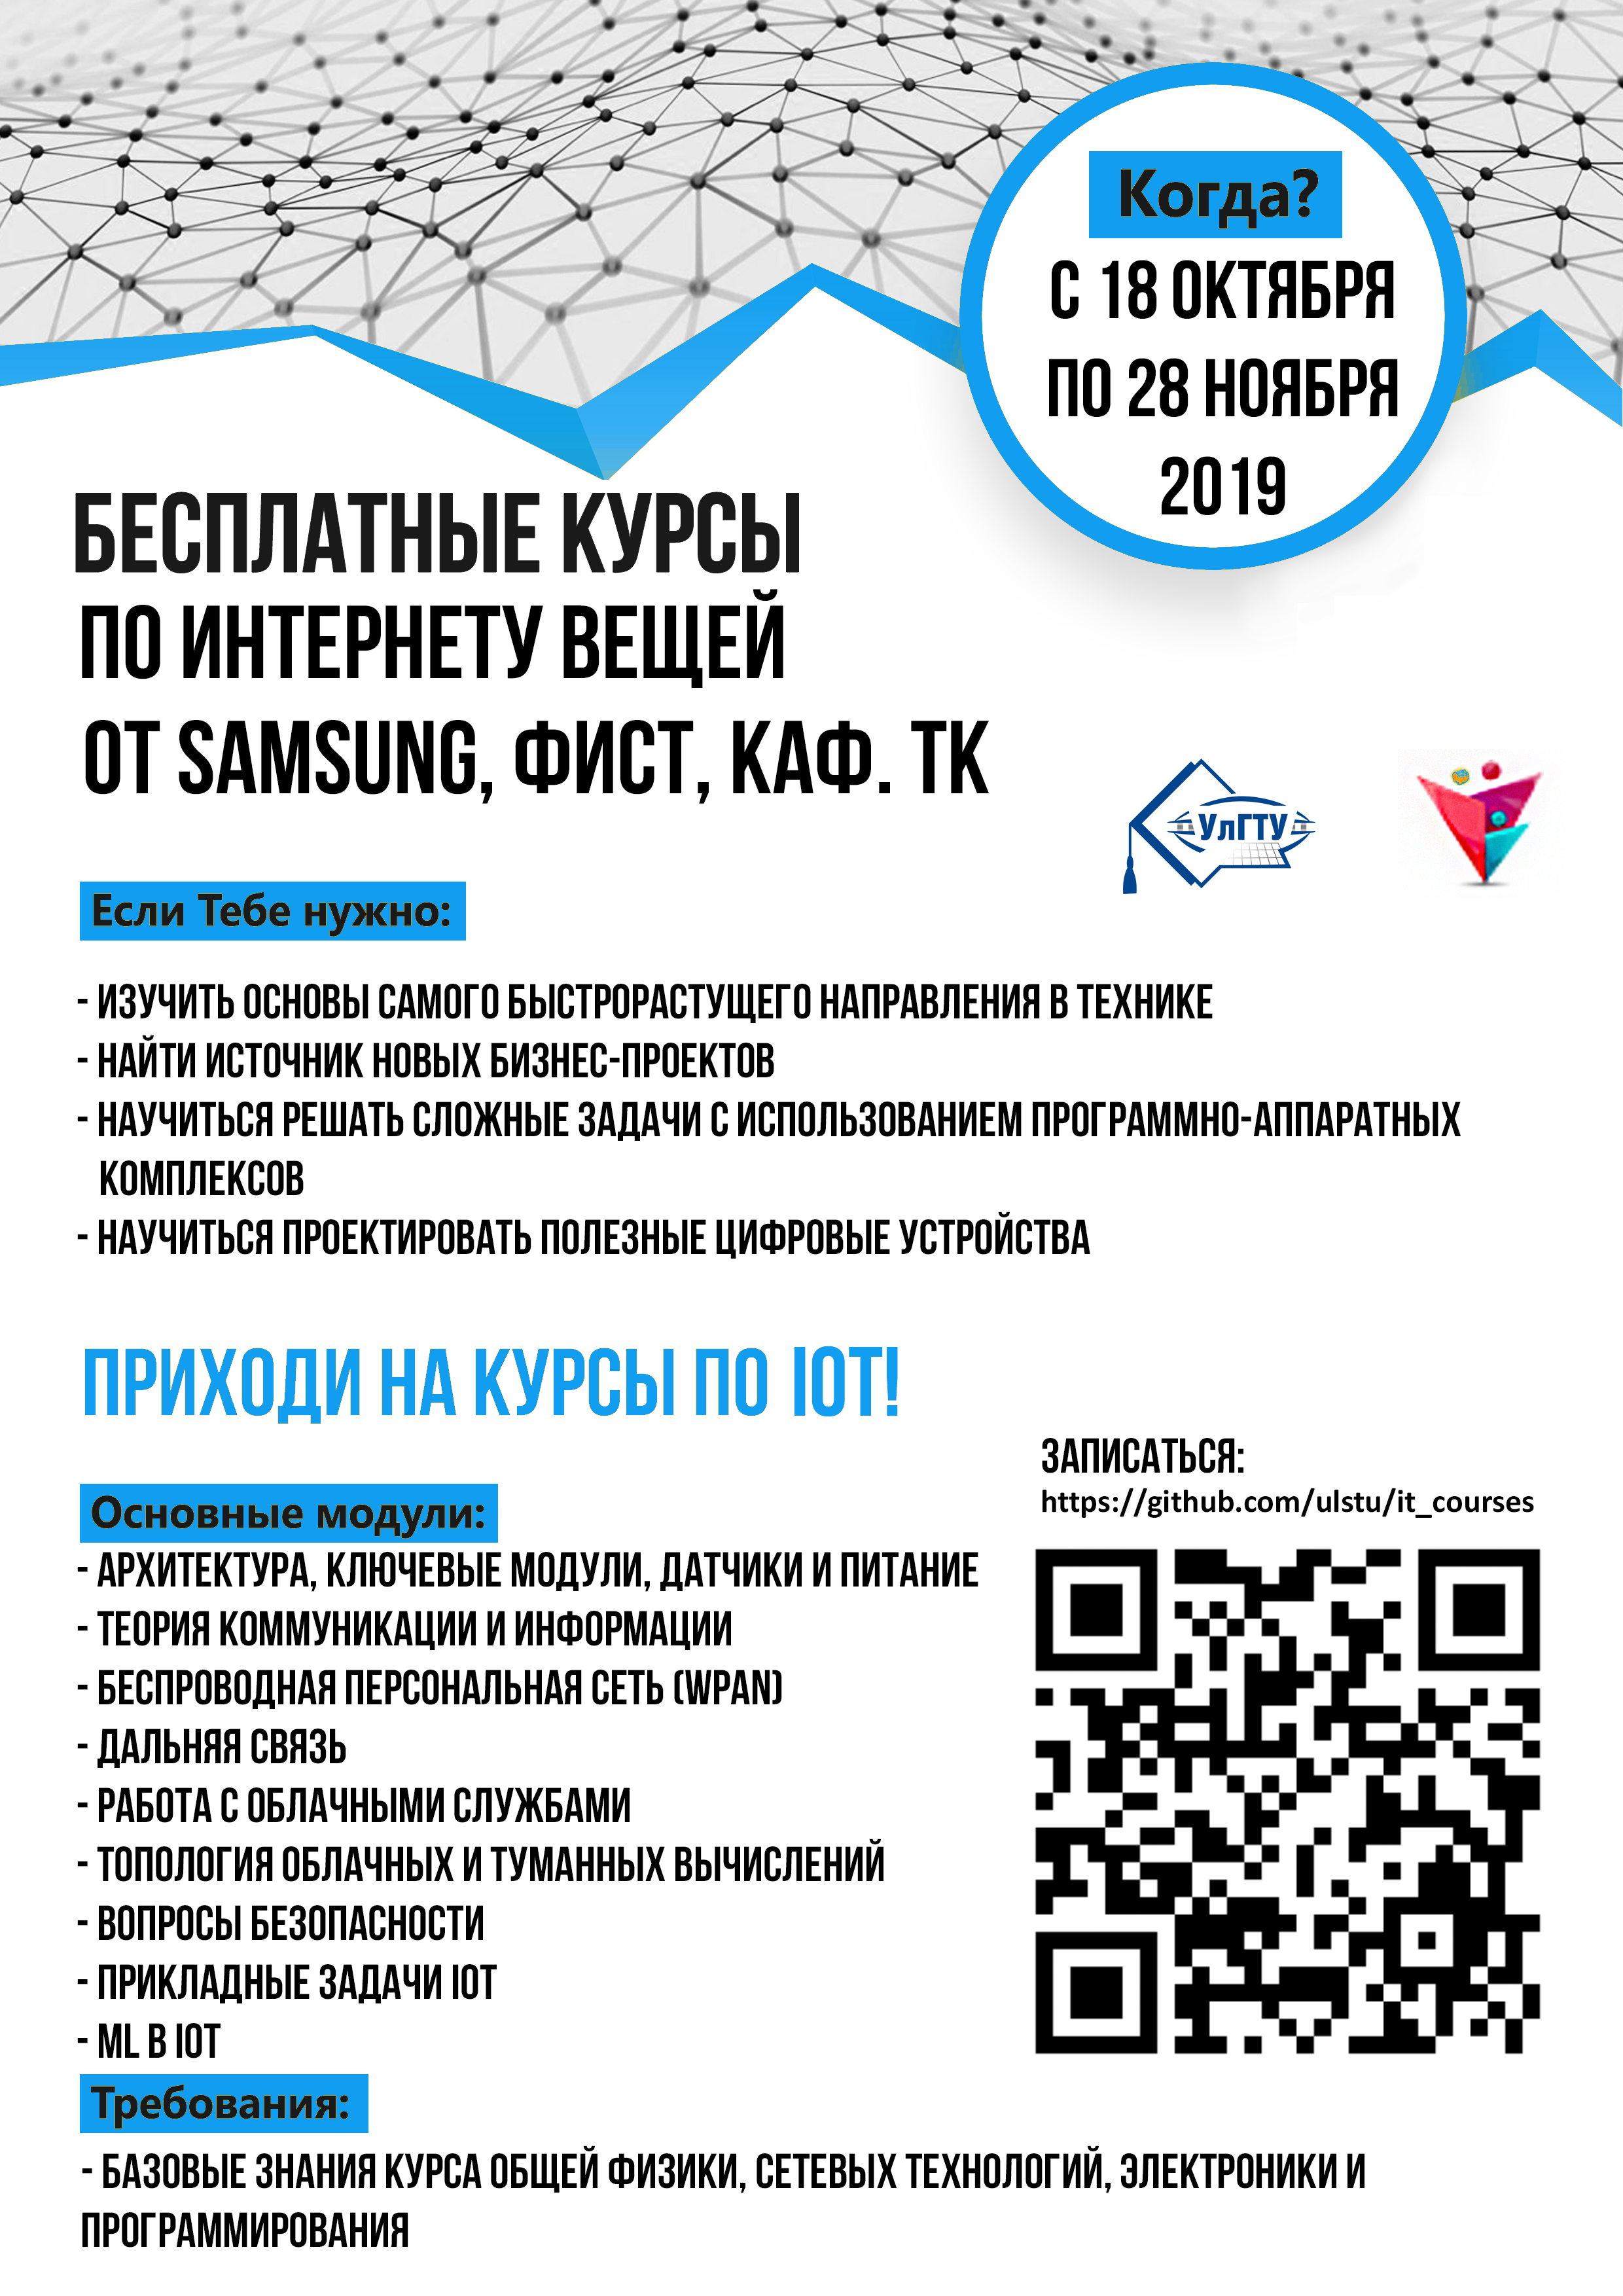 Когда?
С 18 ОКТЯБРЯ
ПО 28 НОЯБРЯ
2019
БЕСПЛАТНЫЕ КУРСЫ
ПО ИНТЕРНЕТУ ВЕЩЕЙ
ОТ SAMSUNG, ФИСТ, КАФ. ТК
УлГТУ
Если Тебе нужно:
- ИЗУЧИТЬ ОСНОВЫ САМОГО БЫСТРОРАСТУЩЕГО НАПРАВЛЕНИЯ В ТЕХНИКЕ
- НАЙТИ ИСТОЧНИК НОВЫХ БИЗНЕС-ПРОЕКТОВ
- НАУЧИТЬСЯ РЕШАТЬ СЛОЖНЫЕ ЗАДАЧИ С ИСПОЛЬЗОВАНИЕМ ПРОГРАММНО-АППАРАТНЫХ
КОМПЛЕКСОВ
- НАУЧИТЬСЯ ПРОЕКТИРОВАТЬ ПОЛЕЗНЫЕ ЦИФРОВЫЕ УСТРОЙСТВА
ПРИХОДИ НА КУРСЫ ПО IOT!
Основные модули:
- АРХИТЕКТУРА, КЛЮЧЕВЫЕ МОДУЛИ, ДАТЧИКИ И ПИТАНИЕ
- ТЕОРИЯ КОММУНИКАЦИИ И ИНФОРМАЦИИ
- БЕСПРОВОДНАЯ ПЕРСОНАЛЬНАЯ СЕТЬ (WPAN)
- ДАЛЬНЯЯ СВЯЗЬ
- РАБОТА С ОБЛАЧНЫМИ СЛУЖБАМИ
- ТОПОЛОГИЯ ОБЛАЧНЫХ И ТУМАННЫХ ВЫЧИСЛЕНИЙ
- ВОПРОСЫ БЕЗОПАСНОСТИ
- ПРИКЛАДНЫЕ ЗАДАЧИ IOT
- ML В IOT
ЗАПИСАТЬСЯ:
https://github.com/ulstu/it_courses
Требования:
- БАЗОВЫЕ ЗНАНИЯ КУРСА ОБЩЕЙ ФИЗИКИ, СЕТЕВЫХ ТЕХНОЛОГИЙ, ЭЛЕКТРОНИКИ И
ПРОГРАММИРОВАНИЯ